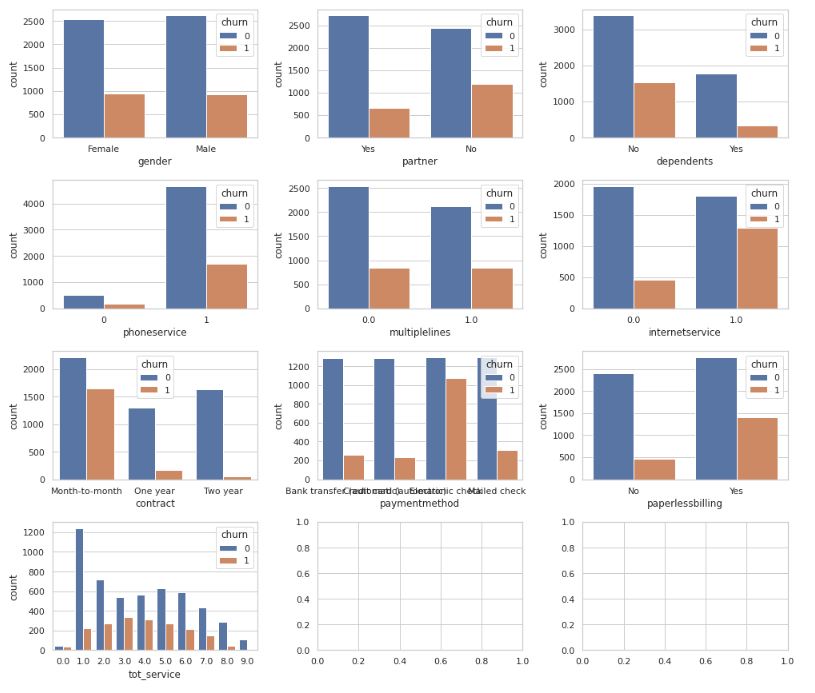 count
2500
2000
1500
1000
500
0
churn
0
1
Female Male
gender
count
2500
2000
1500
1000
500
0
churn
0
1
Yes No
partner
count
3000
2000
1000
0
churn
0
1
No Yes
dependents
count
4000
3000
2000
1000
0
churn
0
1
0 1
phoneservice
count
2500
2000
1500
1000
500
0
churn
0
1
0.0 1.0
multiplelines
count
2000
1500
1000
500
0
churn
0
1
0.0 1.0
internetservice
count
2000
1500
1000
500
0
churn
0
1
Month-to-month One year Two year
contract
count
1200
1000
800
600
400
200
0
churn
0
1
Bank transfer (automatic) Credit card (automatic) Electronic check Mailed check
paymentmethod
count
2500
2000
1500
1000
500
0
churn
0
1
No Yes
paperlessbilling
count
1200
1000
800
600
400
200
0
churn
0
1
0.0 1.0 2.0 3.0 4.0 5.0 6.0 7.0 8.0 9.0
tot_service
1.0
0.8
0.6
0.4
0.2
0.0
0.0 0.2 0.4 0.6 0.8 1.0
1.0
0.8
0.6
0.4
0.2
0.0
0.0 0.2 0.4 0.6 0.8 1.0